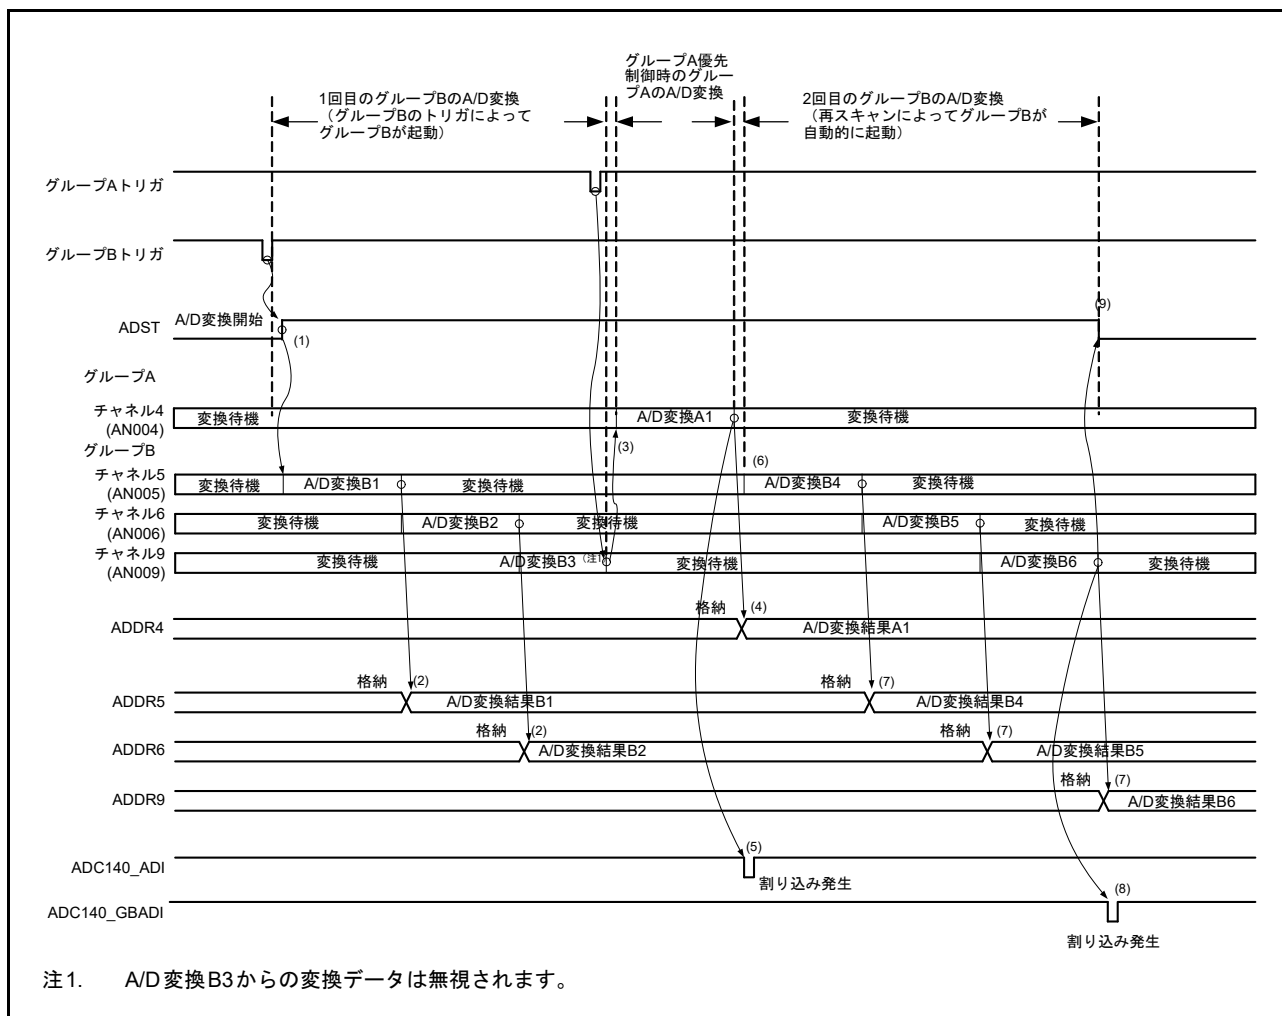 グループA優先
制御時のグルー
プAのA/D変換
1回目のグループBのA/D変換
（グループBのトリガによって
グループBが起動）
2回目のグループBのA/D変換
（再スキャンによってグループBが
自動的に起動）
グループAトリガ
グループBトリガ
ADST
A/D変換開始
(1)
(9)
グループA
チャネル4
(AN004)
変換待機
A/D変換A1
変換待機
グループB
(3)
(6)
チャネル5
(AN005)
変換待機
A/D変換B1
変換待機
A/D変換B4
変換待機
チャネル6
(AN006)
変換待機
A/D変換B2
変換待機
A/D変換B5
変換待機
チャネル9
(AN009)
変換待機
A/D変換B3
(注1
変換待機
A/D変換B6
変換待機
ADDR4
格納
(4)
A/D変換結果A1
ADDR5
格納
(2)
A/D変換結果B1
格納
(7)
A/D変換結果B4
ADDR6
格納
(2)
A/D変換結果B2
格納
(7)
A/D変換結果B5
ADDR9
格納
(7)
A/D変換結果B6
ADC140_ADI
(5)
割り込み発生
ADC140_GBADI
(8)
割り込み発生
注1. A/D変換B3からの変換データは無視されます。